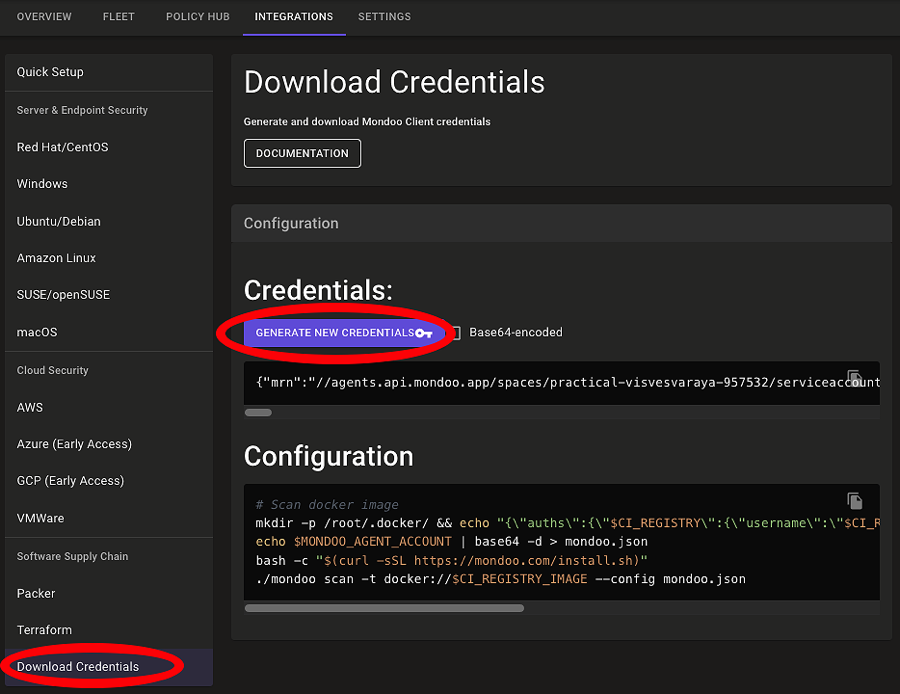 OVERVIEW FLEET POLICY HUB INTEGRATIONS SETTINGS
Quick Setup
Server & Endpoint Security
Red Hat/CentOS
Windows
Ubuntu/Debian
Amazon Linux
SUSE/openSUSE
macOS
Cloud Security
AWS
Azure (Early Access)
GCP (Early Access)
VMWare
Software Supply Chain
Packer
Terraform
Download Credentials
Download Credentials
Generate and download Mondoo Client credentials
DOCUMENTATION
Configuration
Credentials:
GENERATE NEW CREDENTIALS Base64-encoded
{"mrn":"//agents.api.mondoo.app/spaces/practical-visvesvaraya-957532/serviceaccount
Configuration
# Scan docker image
mkdir -p /root/.docker/ && echo "{\"auths\":{\"$CI_REGISTRY\":{\"username\":\"$CI_R
echo $MONDOO_AGENT_ACCOUNT | base64 -d > mondoo.json
bash -c "$(curl -sSL https://mondoo.com/install.sh)"
./mondoo scan -t docker://$CI_REGISTRY_IMAGE --config mondoo.json